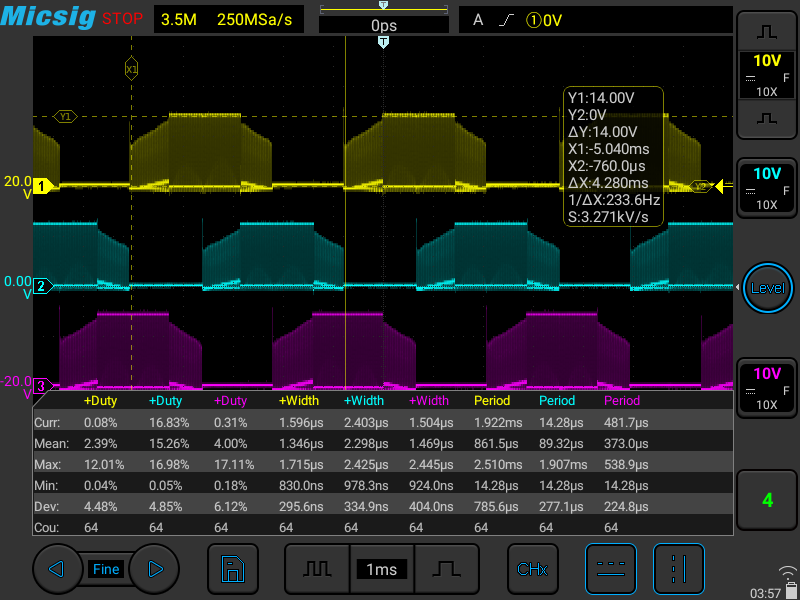 Micsig STOP 3.5M 250MSa/s 0ps A ①0V
T
T
10V
F
10X
X1
Y1
Y1:14.00V
Y2:0V
ΔY:14.00V
X1:-5.040ms
X2:-760.0μs
ΔX:4.280ms
1/ΔX:233.6Hz
S:3.271kV/s
20.0
V
1
Y2
10V
F
10X
0.00
V
2
Level
-20.0
V
3
10V
F
10X
+Duty +Duty +Duty +Width +Width +Width Period Period Period
Curr: 0.08% 16.83% 0.31% 1.596μs 2.403μs 1.504μs 1.922ms 14.28μs 481.7μs
Mean: 2.39% 15.26% 4.00% 1.346μs 2.298μs 1.469μs 861.5μs 89.32μs 373.0μs
Max: 12.01% 16.98% 17.11% 1.715μs 2.425μs 2.445μs 2.510ms 1.907ms 538.9μs
Min: 0.04% 0.05% 0.18% 830.0ns 978.3ns 924.0ns 14.28μs 14.28μs 14.28μs
Dev: 4.48% 4.85% 6.12% 295.6ns 334.9ns 404.0ns 785.6μs 277.1μs 224.8μs
Cou: 64 64 64 64 64 64 64 64 64
4
Fine
1ms
CHx
03:57